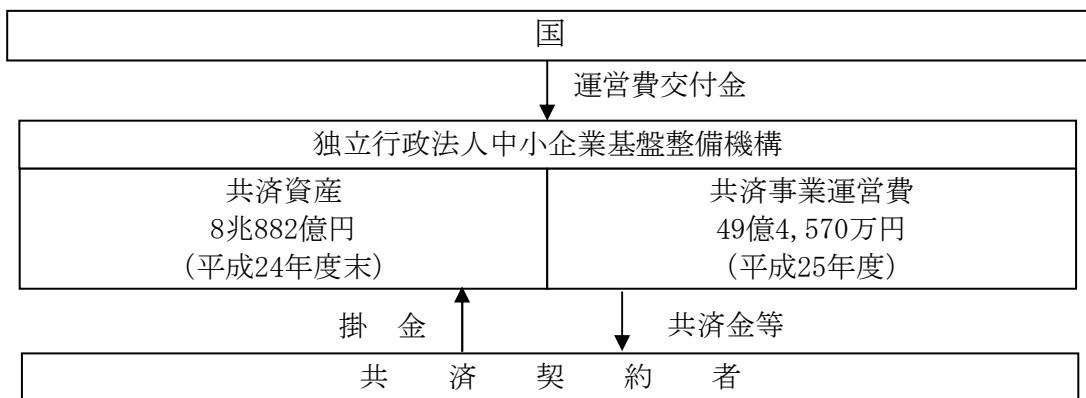 国
運営費交付金
独立行政法人中小企業基盤整備機構
共済資産
8兆882億円
(平成24年度末)
共済事業運営費
49億4,570万円
(平成25年度)
掛　金
共済金等
共　済　契　約　者